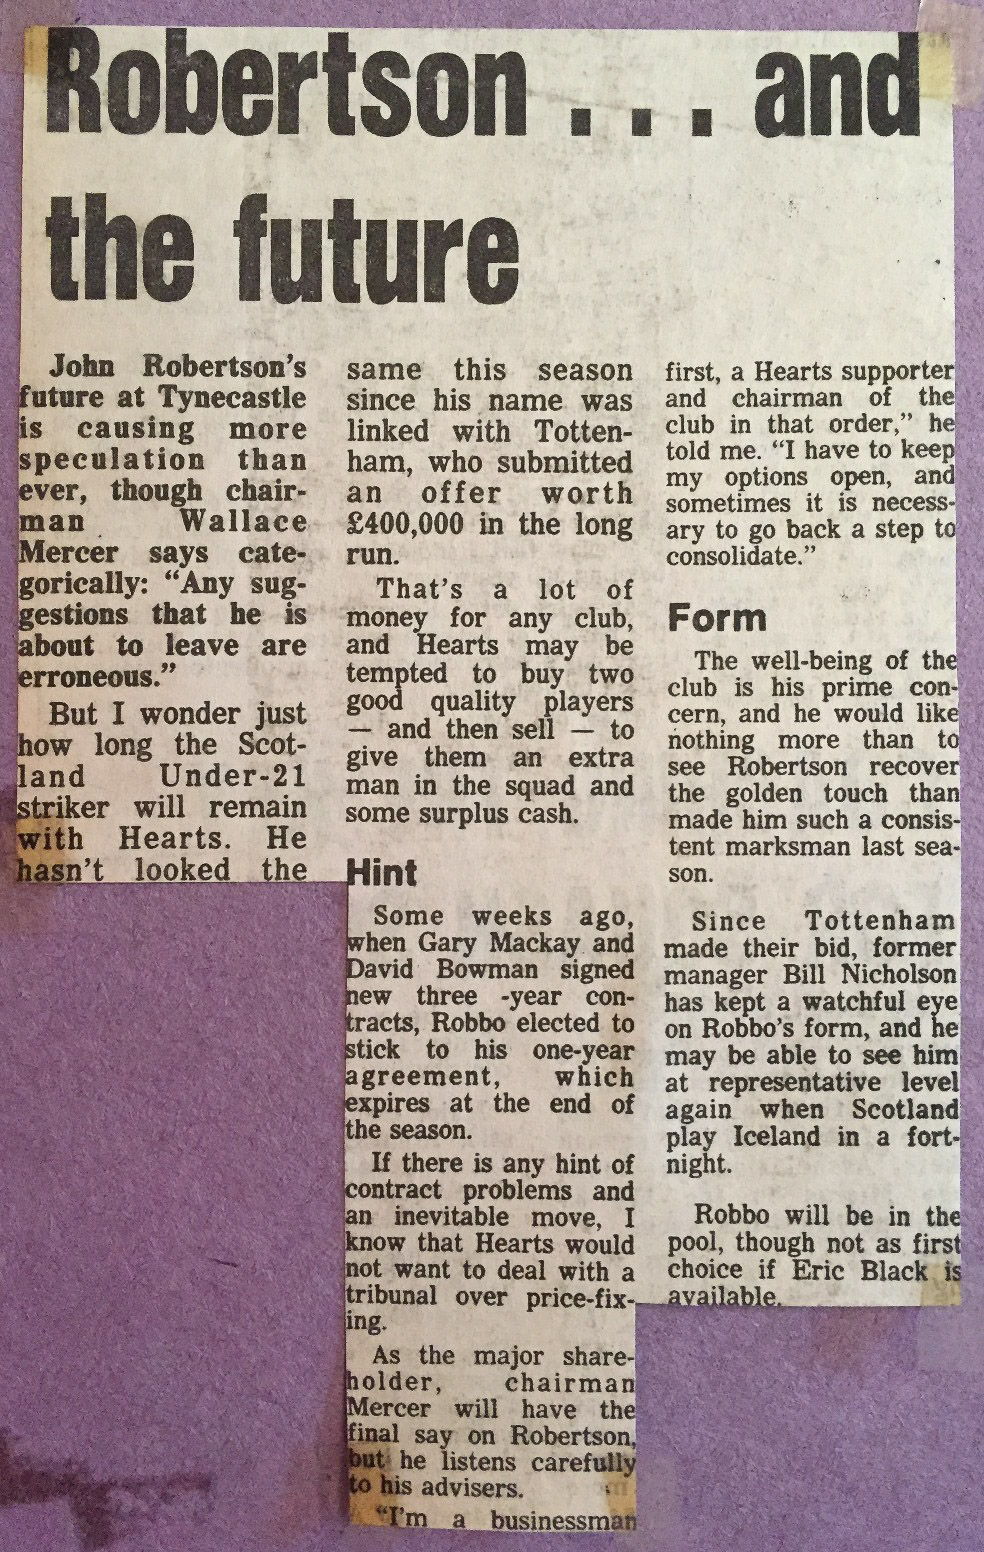 Robertson . . . and
the future
John Robertson's
future at Tynecastle
is causing more
speculation than
ever, though chair-
man Wallace
Mercer says cate-
gorically: “Any sug-
gestions that he is
about to leave are
erroneous.”
But I wonder just
how long the Scot-
land Under-21
striker will remain
with Hearts. He
hasn't looked the
same this season
since his name was
linked with Totten-
ham, who submitted
an offer worth
£400,000 in the long
run.
That's a lot of
money for any club,
and Hearts may be
tempted to buy two
good quality players
— and then sell — to
give them an extra
man in the squad and
some surplus cash.
Hint
Some weeks ago,
when Gary Mackay and
David Bowman signed
new three -year con-
tracts, Robbo elected to
stick to his one-year
agreement, which
expires at the end of
the season.
If there is any hint of
contract problems and
an inevitable move, I
know that Hearts would
not want to deal with a
tribunal over price-fix-
ing.
As the major share-
holder, chairman
Mercer will have the
final say on Robertson,
but he listens carefully
to his advisers.
“I'm a businessman
first, a Hearts supporter
and chairman of the
club in that order,” he
told me. “I have to keep
my options open, and
sometimes it is necess-
ary to go back a step to
consolidate.”
Form
The well-being of the
club is his prime con-
cern, and he would like
nothing more than to
see Robertson recover
the golden touch than
made him such a consis-
tent marksman last sea-
son.
Since Tottenham
made their bid, former
manager Bill Nicholson
has kept a watchful eye
on Robbo's form, and he
may be able to see him
at representative level
again when Scotland
play Iceland in a fort-
night.
Robbo will be in the
pool, though not as first
choice if Eric Black is
available.